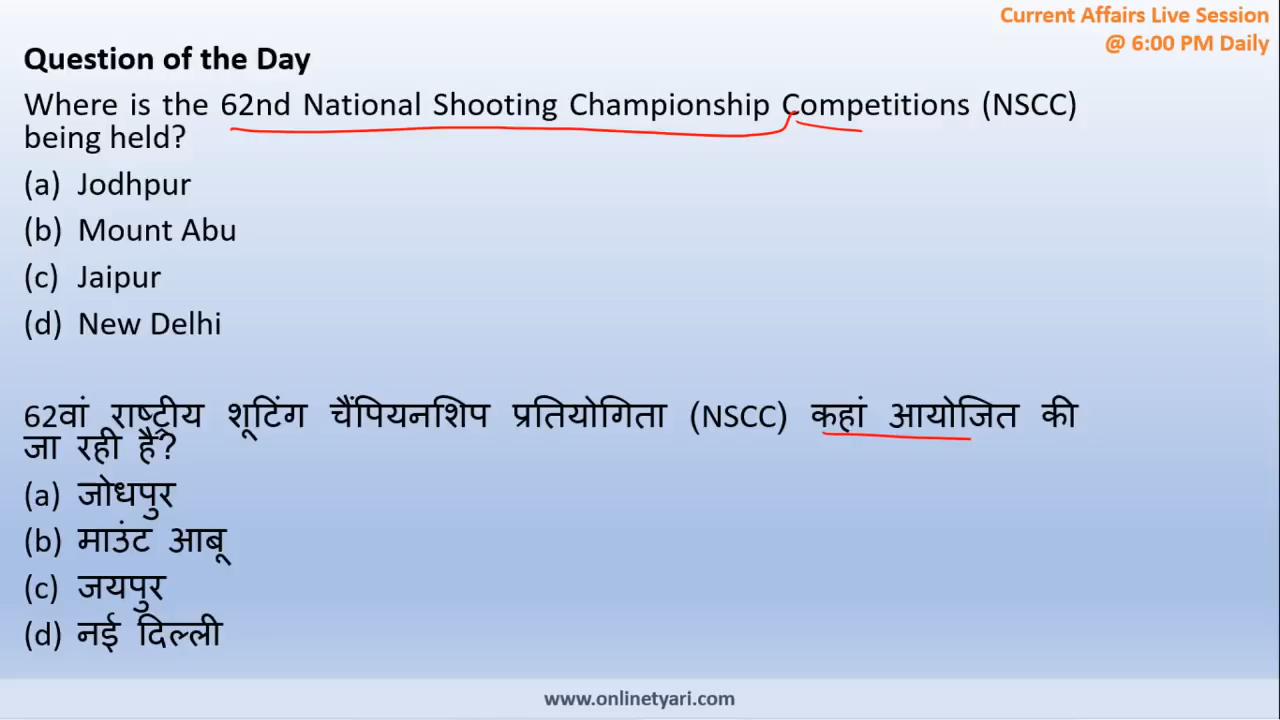 Current Affairs Live Session
@ 6:00 PM Daily
Question of the Day
Where is the 62nd National Shooting Championship Competitions (NSCC)
being held?
(a) Jodhpur
(b) Mount Abu
(c) Jaipur
(d) New Delhi
62वां राष्ट्रीय शूटिंग चैंपियनशिप प्रतियोगिता (NSCC) कहां आयोजित की
जा रही है?
(a) जोधपुर
(b) माउंट आबू
(c) जयपुर
(d) नई दिल्ली
www.onlinetyari.com